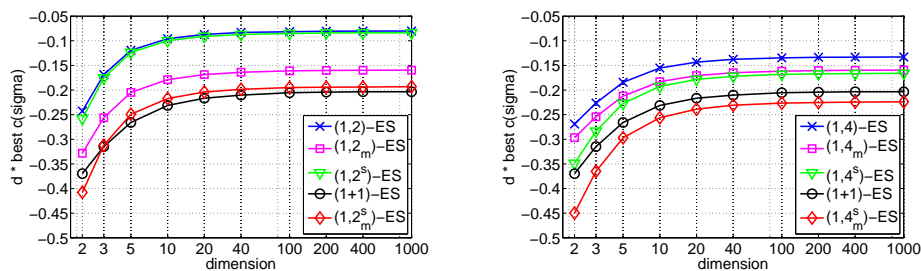 −0.05
−0.1
−0.15
−0.2
−0.25
−0.3
−0.35
−0.4
−0.45
−0.5
d * best c(sigma)
2 3 5 10 20 40 100 200 400 1000
dimension
(1,2)−ES
(1,2m)−ES
(1,2s)−ES
(1+1)−ES
(1,2ms)−ES
−0.05
−0.1
−0.15
−0.2
−0.25
−0.3
−0.35
−0.4
−0.45
−0.5
d * best c(sigma)
2 3 5 10 20 40 100 200 400 1000
dimension
(1,4)−ES
(1,4m)−ES
(1,4s)−ES
(1+1)−ES
(1,4ms)−ES